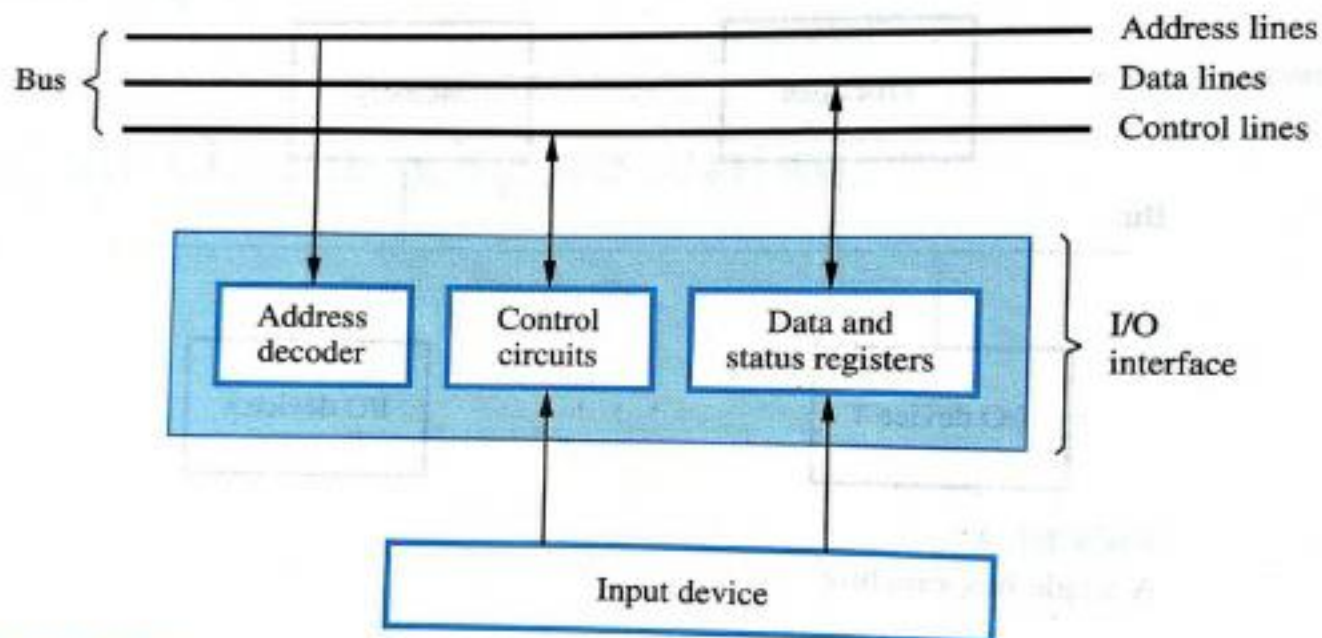 Address lines
Bus
Data lines
Control lines
Address
decoder
Control
circuits
Data and
status registers
I/O
interface
Input device